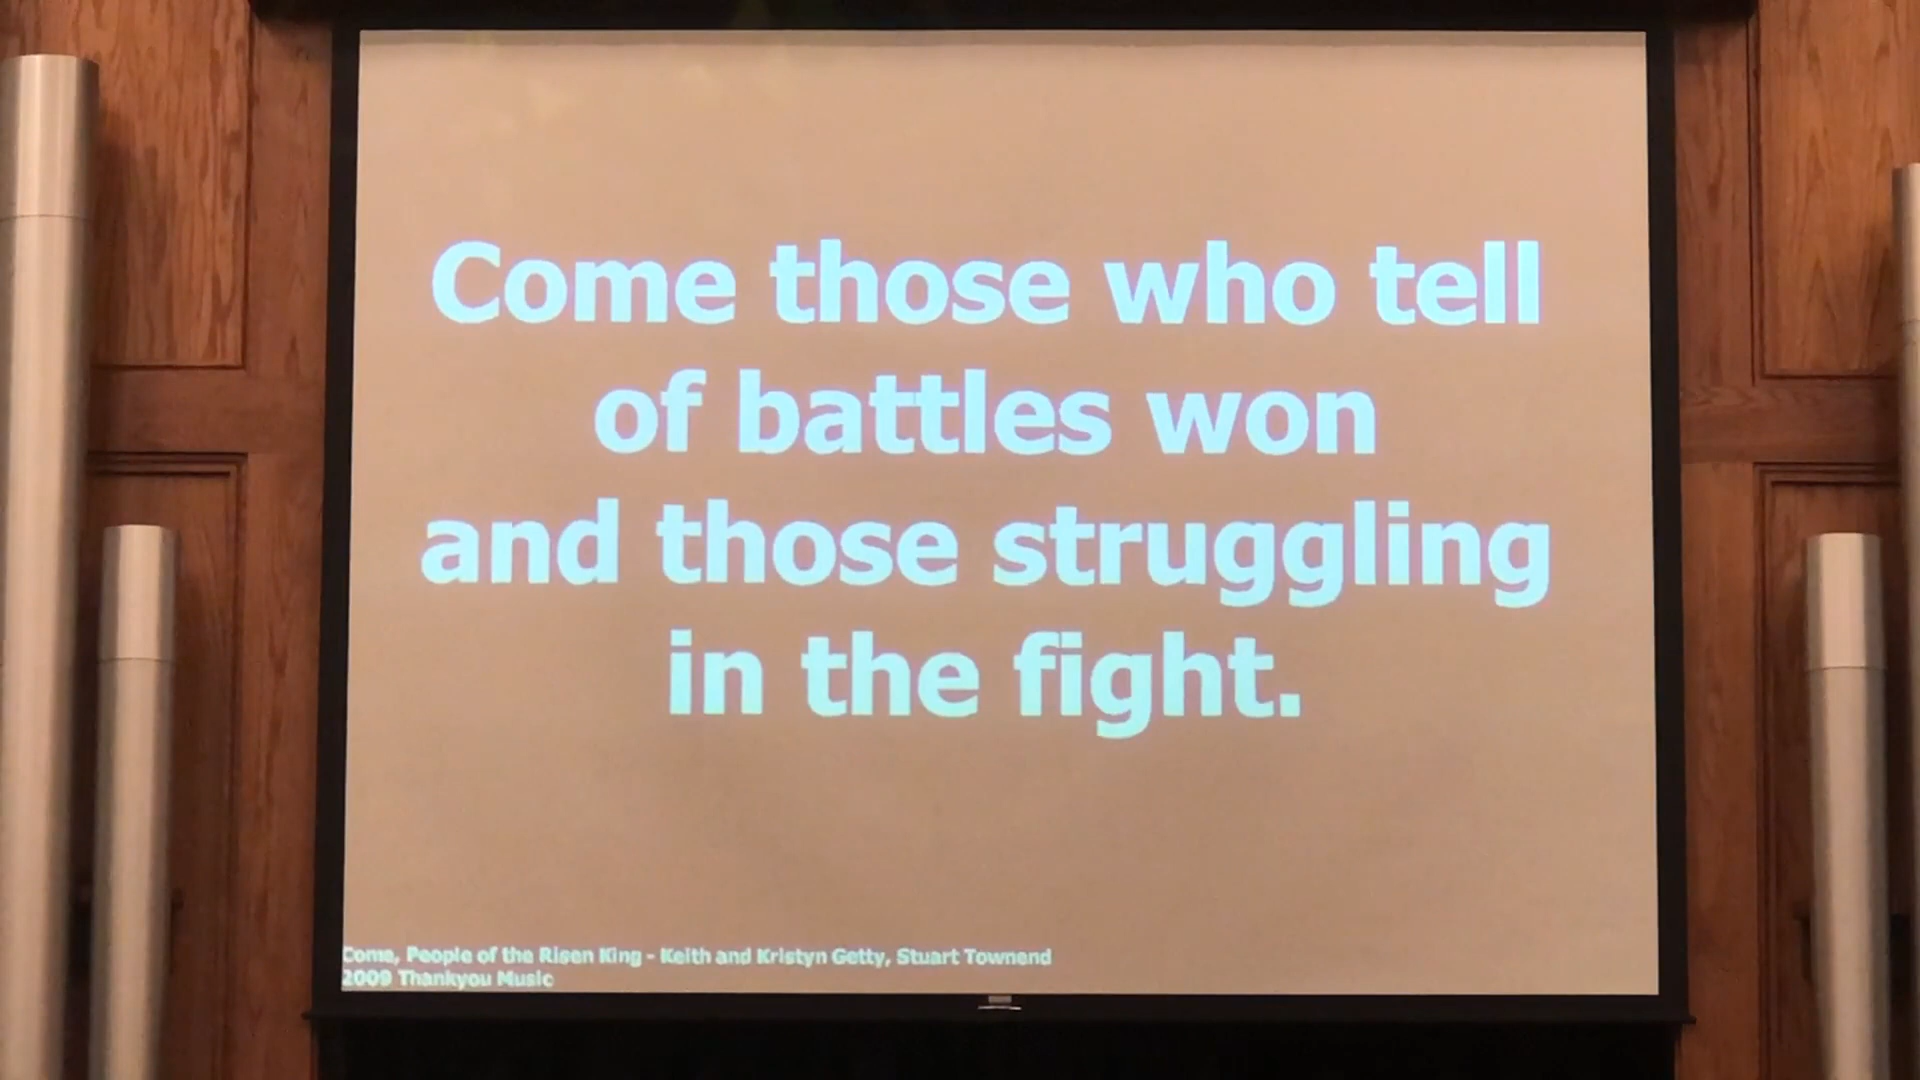 Come those who tell
of battles won
and those struggling
in the fight.
Come, People of the Risen King - Keith and Kristyn Getty, Stuart Townend
2009 Thankyou Music